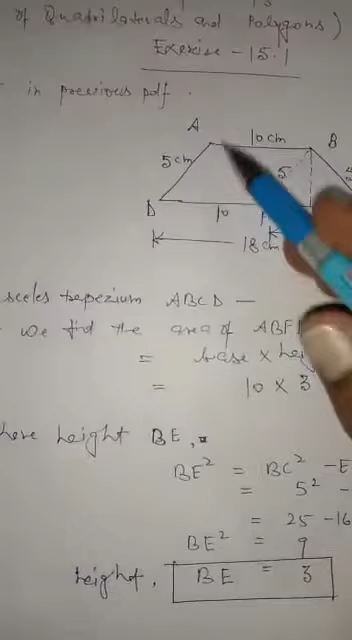 of Quadrilaterals and Polygons)
Exercise - 15.1
in previous pdf.
A
10 cm
B
5 cm
5
D
10
18 cm
sceles trapezium ABCD —
we find the area of ABF
= base × hei
= 10 × 3
here height BE,
BE² = BC² - E
= 5² -
= 25 - 16
BE² = 9
height, BE = 3